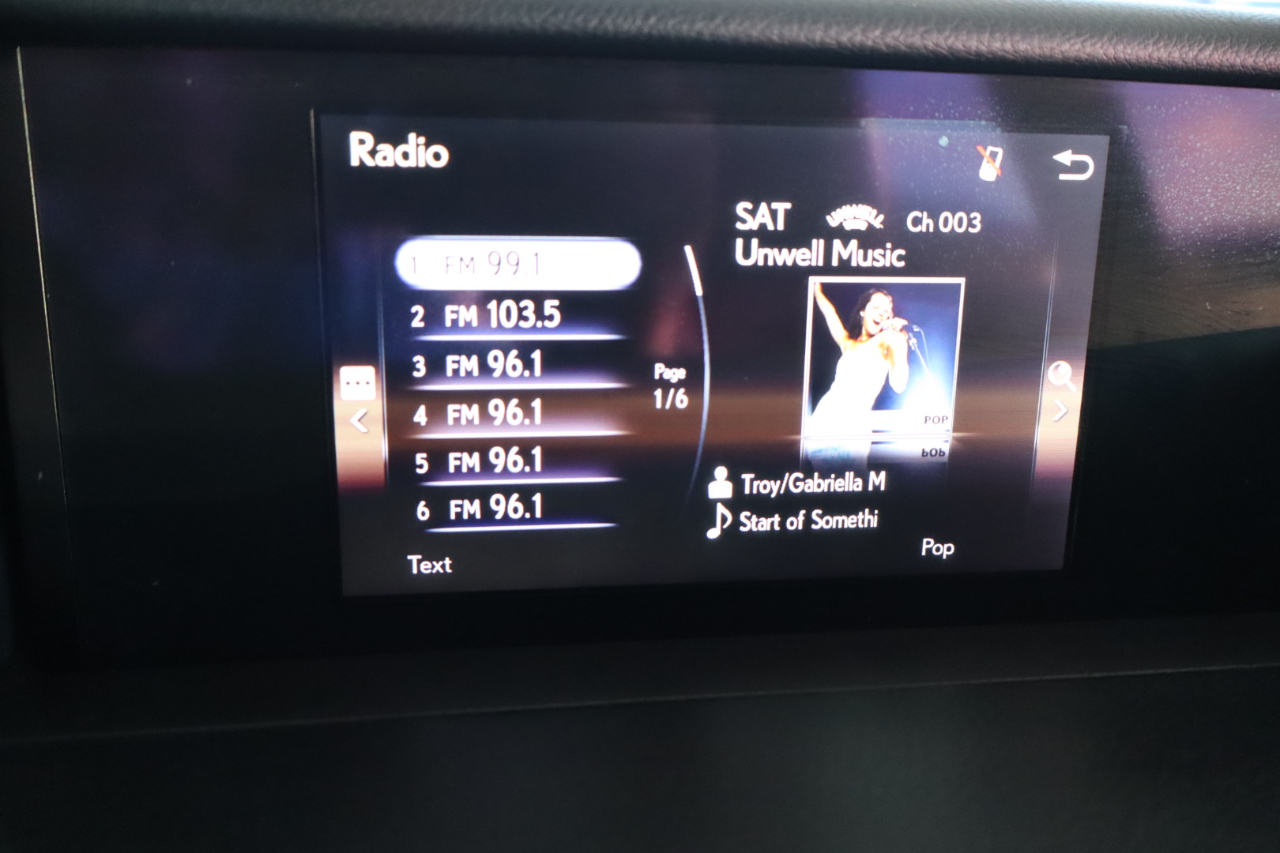 Radio
SAT UNWELL Ch 003
Unwell Music
1 FM 99.1
2 FM 103.5
3 FM 96.1
4 FM 96.1
5 FM 96.1
6 FM 96.1
Page
1/6
POP
POP
Troy/Gabriella M
Start of Somethi
Text
Pop